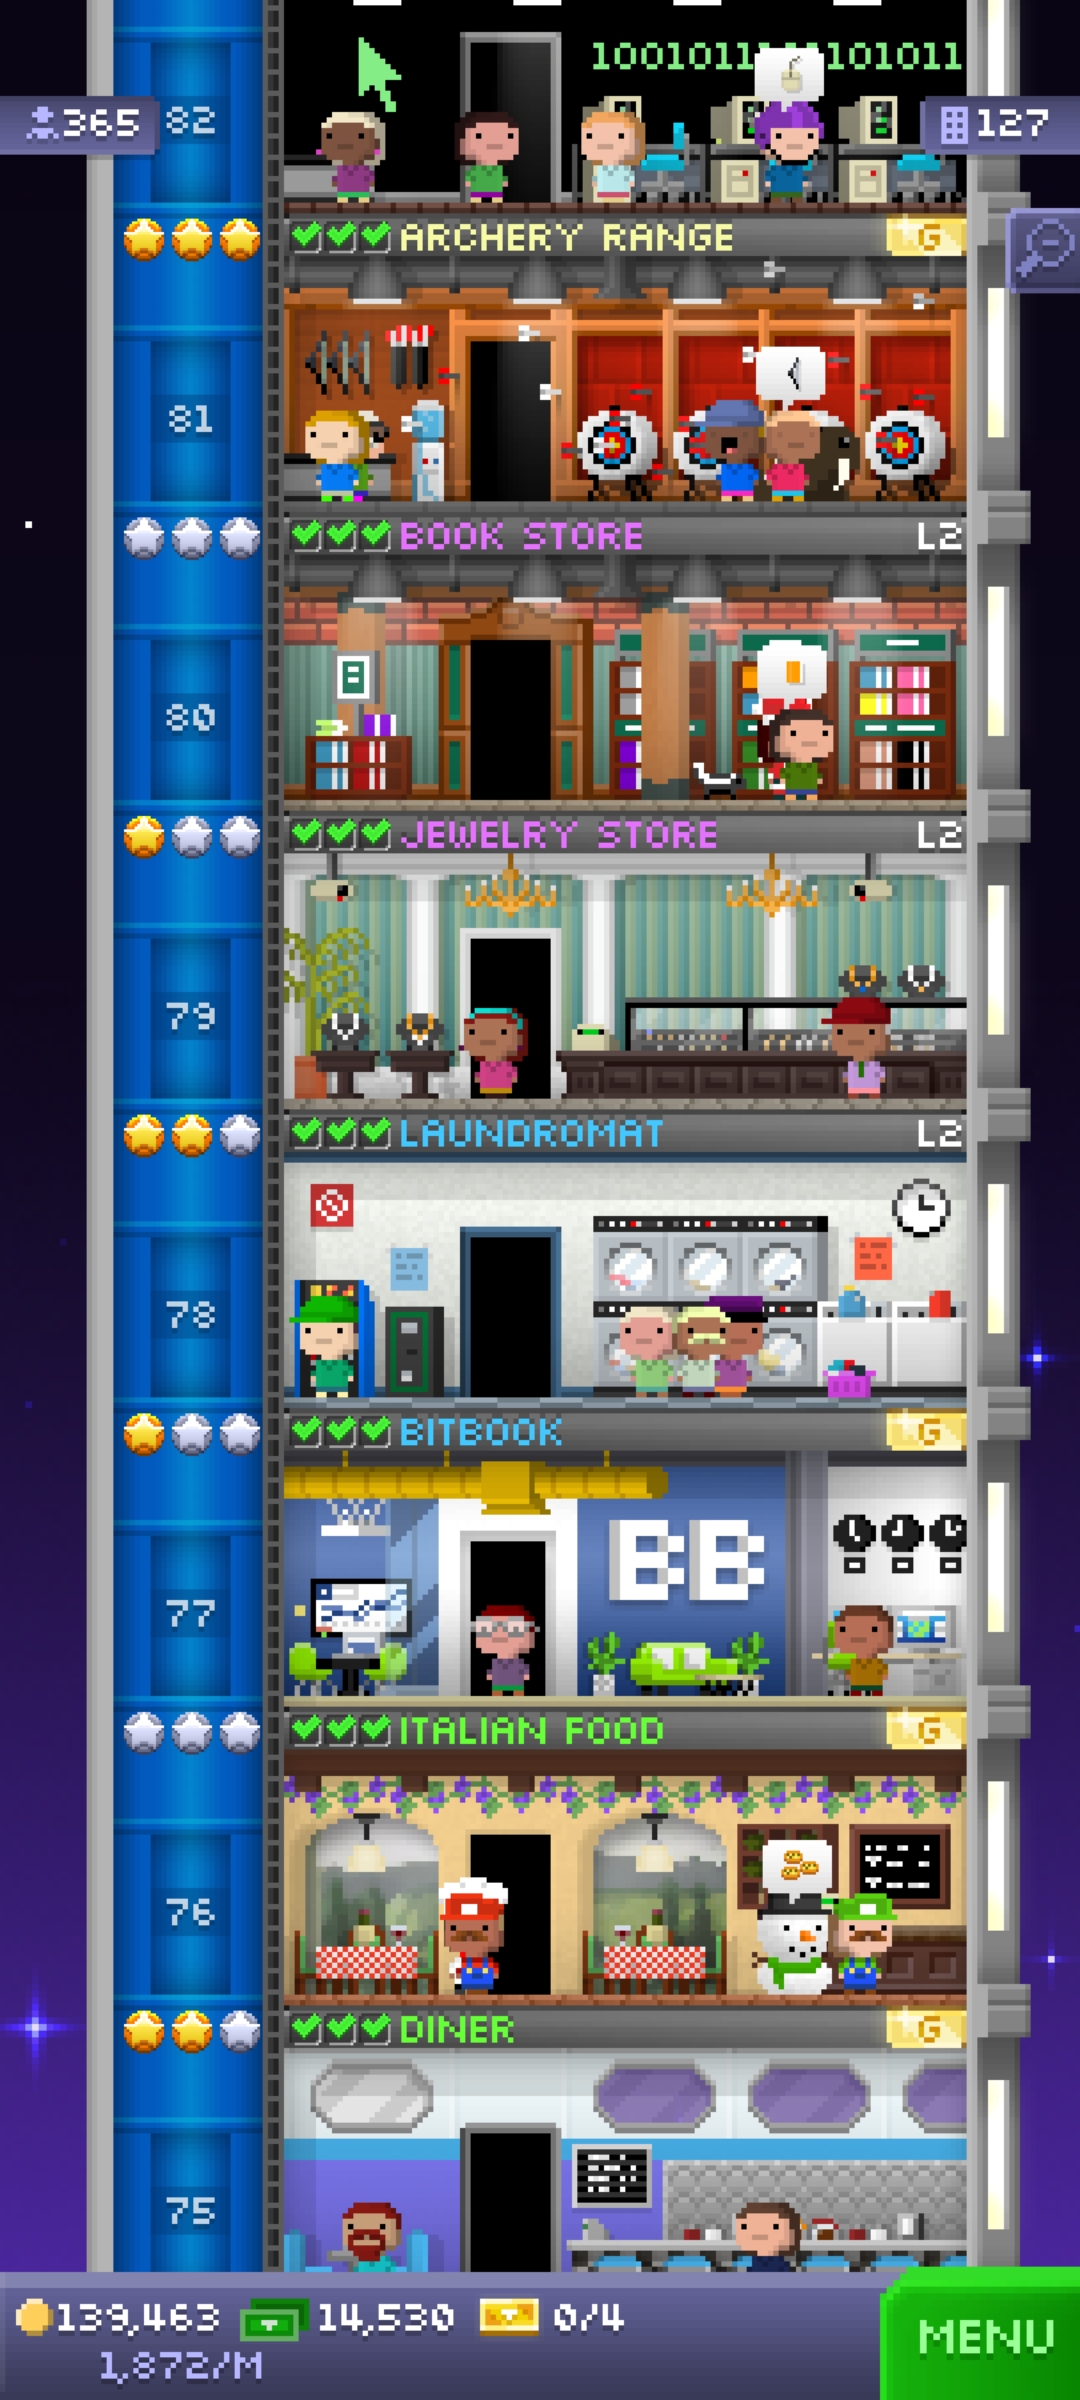 10010111 101011
365
82
127
ARCHERY RANGE G
81
BOOK STORE L2
80
JEWELRY STORE L2
79
LAUNDROMAT L2
78
BITBOOK G
BB
77
ITALIAN FOOD G
76
DINER G
75
139,463 14,530 0/4
1,872/M
MENU